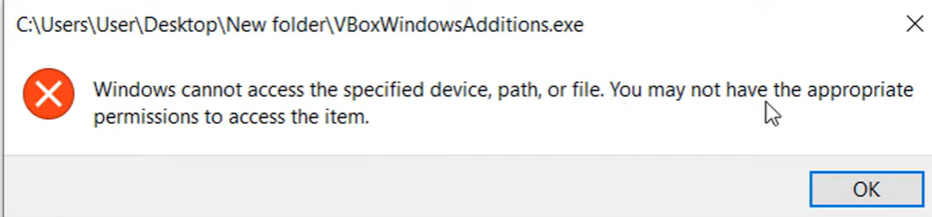 C:\Users\User\Desktop\New folder\VBoxWindowsAdditions.exe
Windows cannot access the specified device, path, or file. You may not have the appropriate
permissions to access the item.
OK